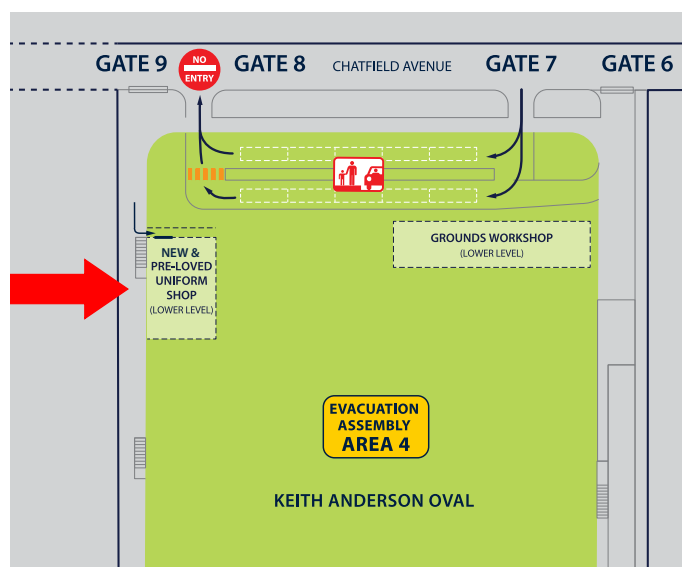 GATE 9
NO
ENTRY
GATE 8
CHATFIELD AVENUE
GATE 7
GATE 6
NEW &
PRE-LOVED
UNIFORM
SHOP
(LOWER LEVEL)
GROUNDS WORKSHOP
(LOWER LEVEL)
EVACUATION
ASSEMBLY
AREA 4
KEITH ANDERSON OVAL